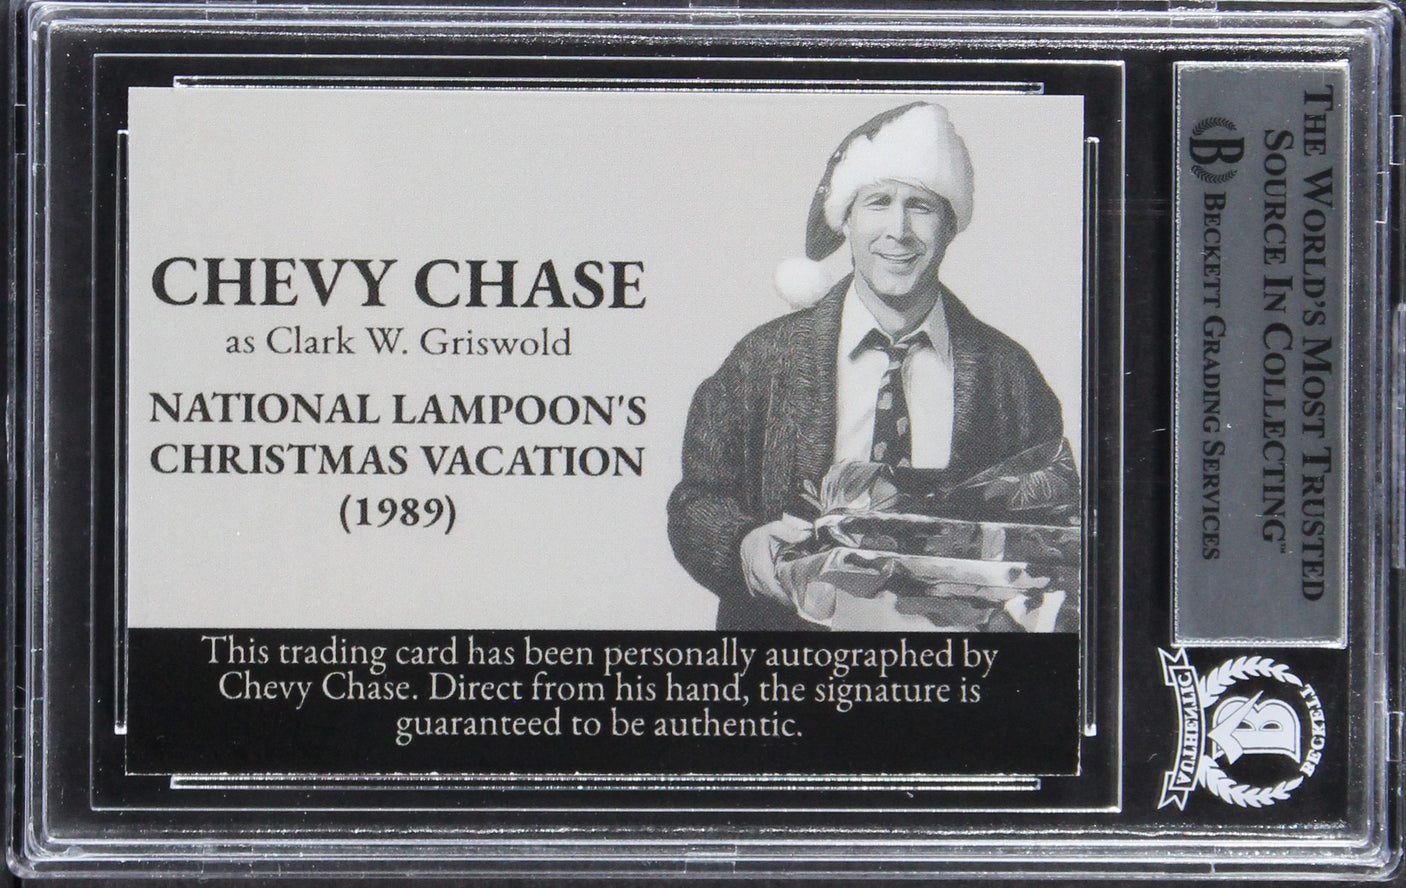 CHEVY CHASE
as Clark W. Griswold
NATIONAL LAMPOON'S
CHRISTMAS VACATION
(1989)
This trading card has been personally autographed by
Chevy Chase. Direct from his hand, the signature is
guaranteed to be authentic.
THE WORLD'S MOST TRUSTED
SOURCE IN COLLECTING™
B BECKETT GRADING SERVICES
AUTHENTIC
B
BECKETT